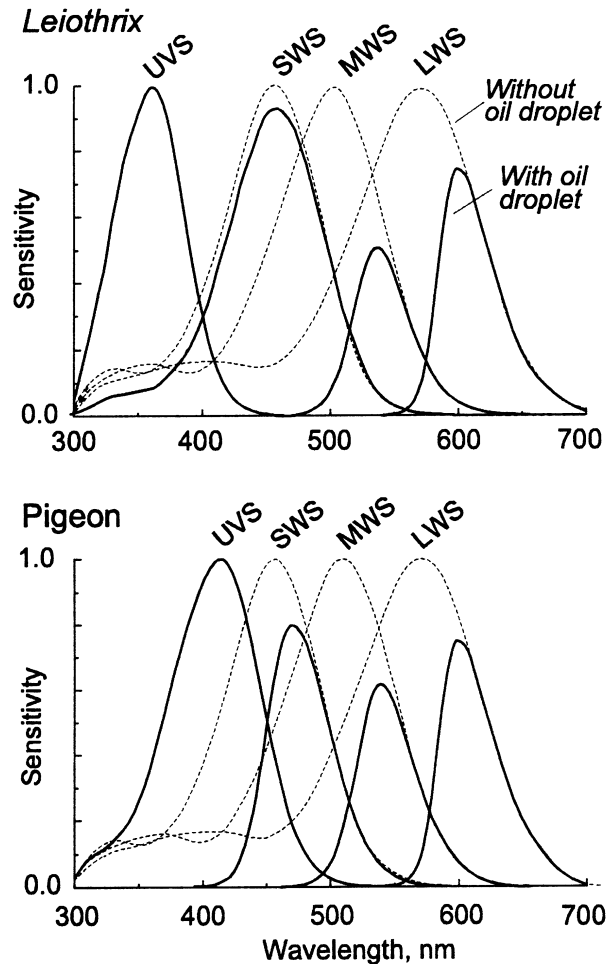 Leiothrix
UVS
SWS
MWS
LWS
Without
oil droplet
With oil
droplet
1.0
Sensitivity
0.0
300
400
500
600
700
Pigeon
UVS
SWS
MWS
LWS
1.0
Sensitivity
0.0
300
400
500
600
700
Wavelength, nm